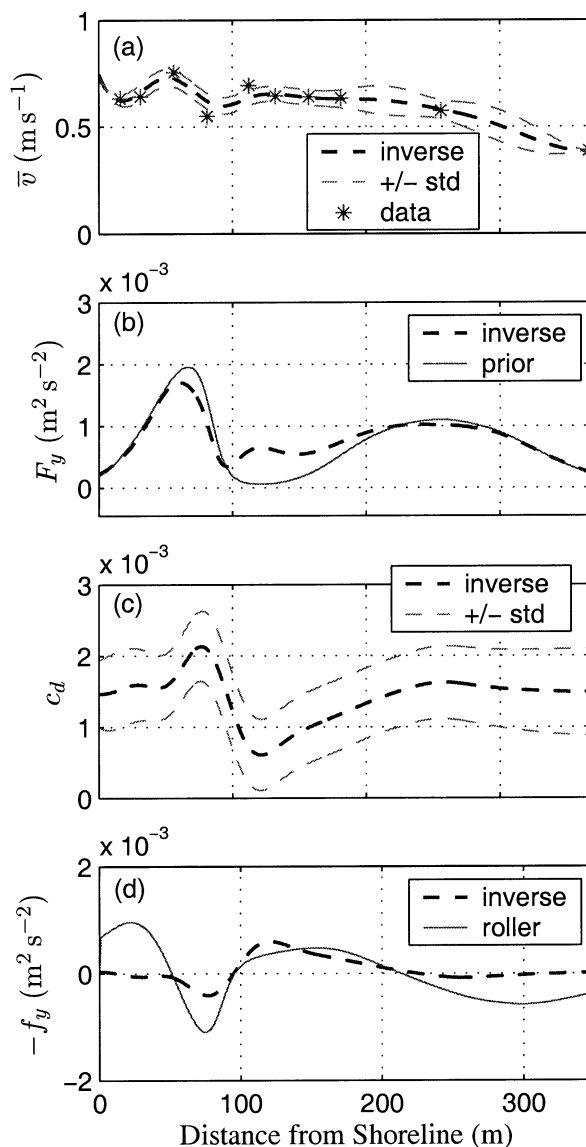 1
(a)
0.5
v̅ (m s⁻¹)
inverse
+/− std
data
0
x 10⁻³
3
(b)
inverse
prior
2
F_y (m² s⁻²)
1
0
x 10⁻³
3
(c)
inverse
+/− std
2
c_d
1
0
x 10⁻³
2
(d)
inverse
roller
0
−f_y (m² s⁻²)
−2
0 100 200 300
Distance from Shoreline (m)